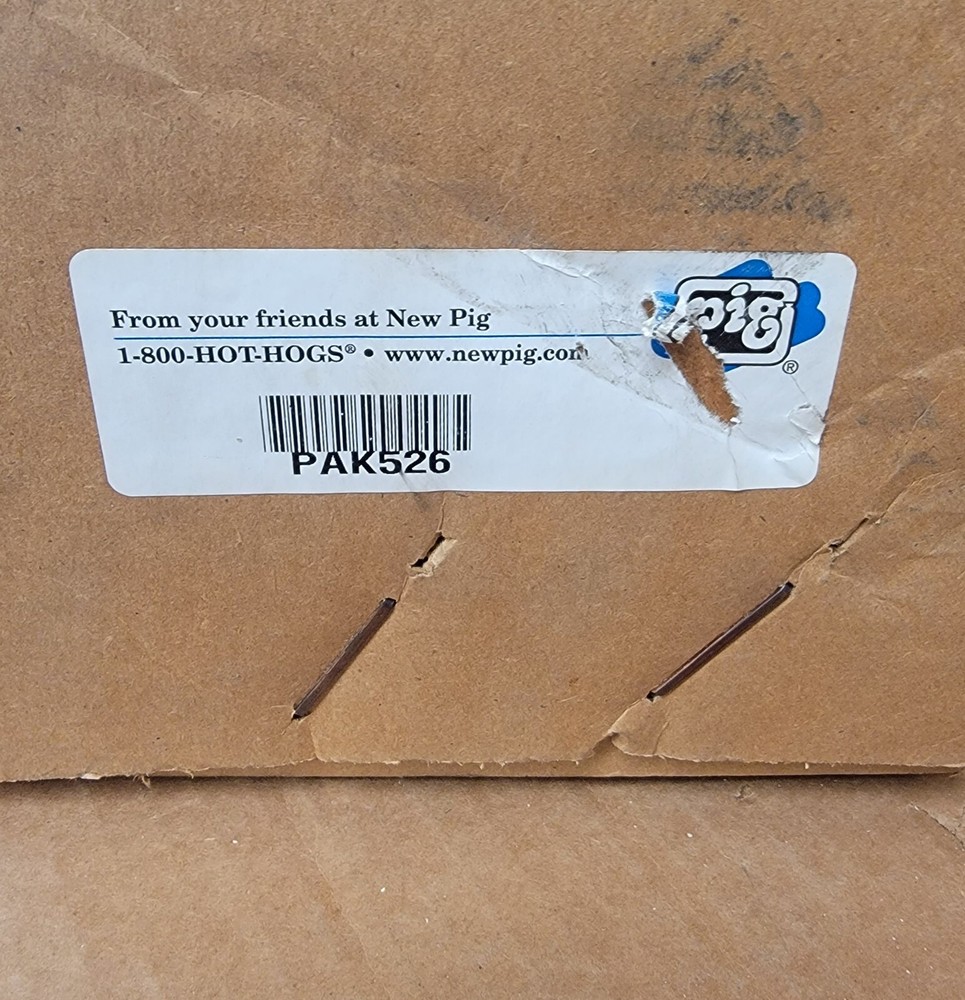 From your friends at New Pig
1-800-HOT-HOGS® • www.newpig.com
pig
®
PAK526